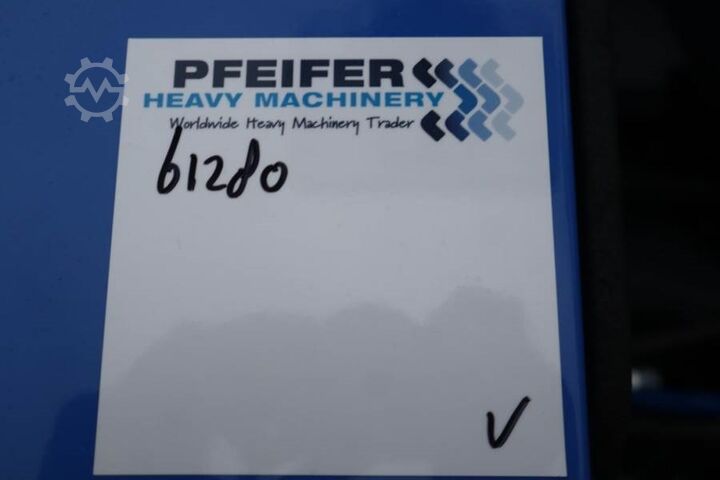 PFEIFER
HEAVY MACHINERY
Worldwide Heavy Machinery Trader
61280
V